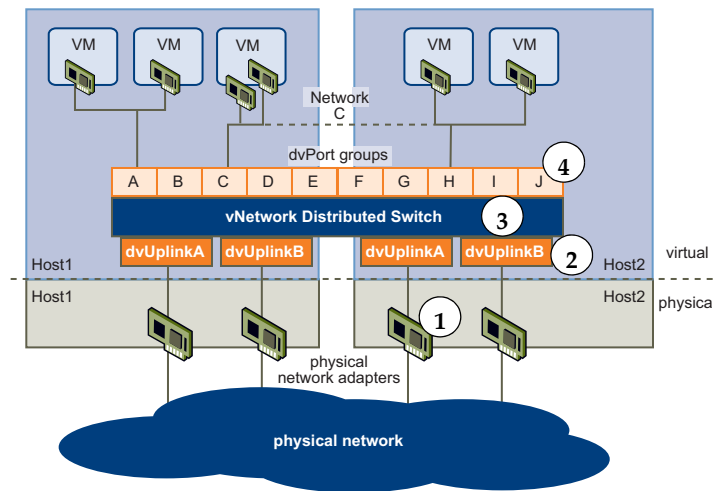 VM
VM
VM
VM
VM
Network
C
dvPort groups
4
A B C D E F G H I J
vNetwork Distributed Switch
3
dvUplinkA
dvUplinkB
dvUplinkA
dvUplinkB
2
Host1
Host2
virtual
Host1
Host2
physica
1
physical
network adapters
physical network